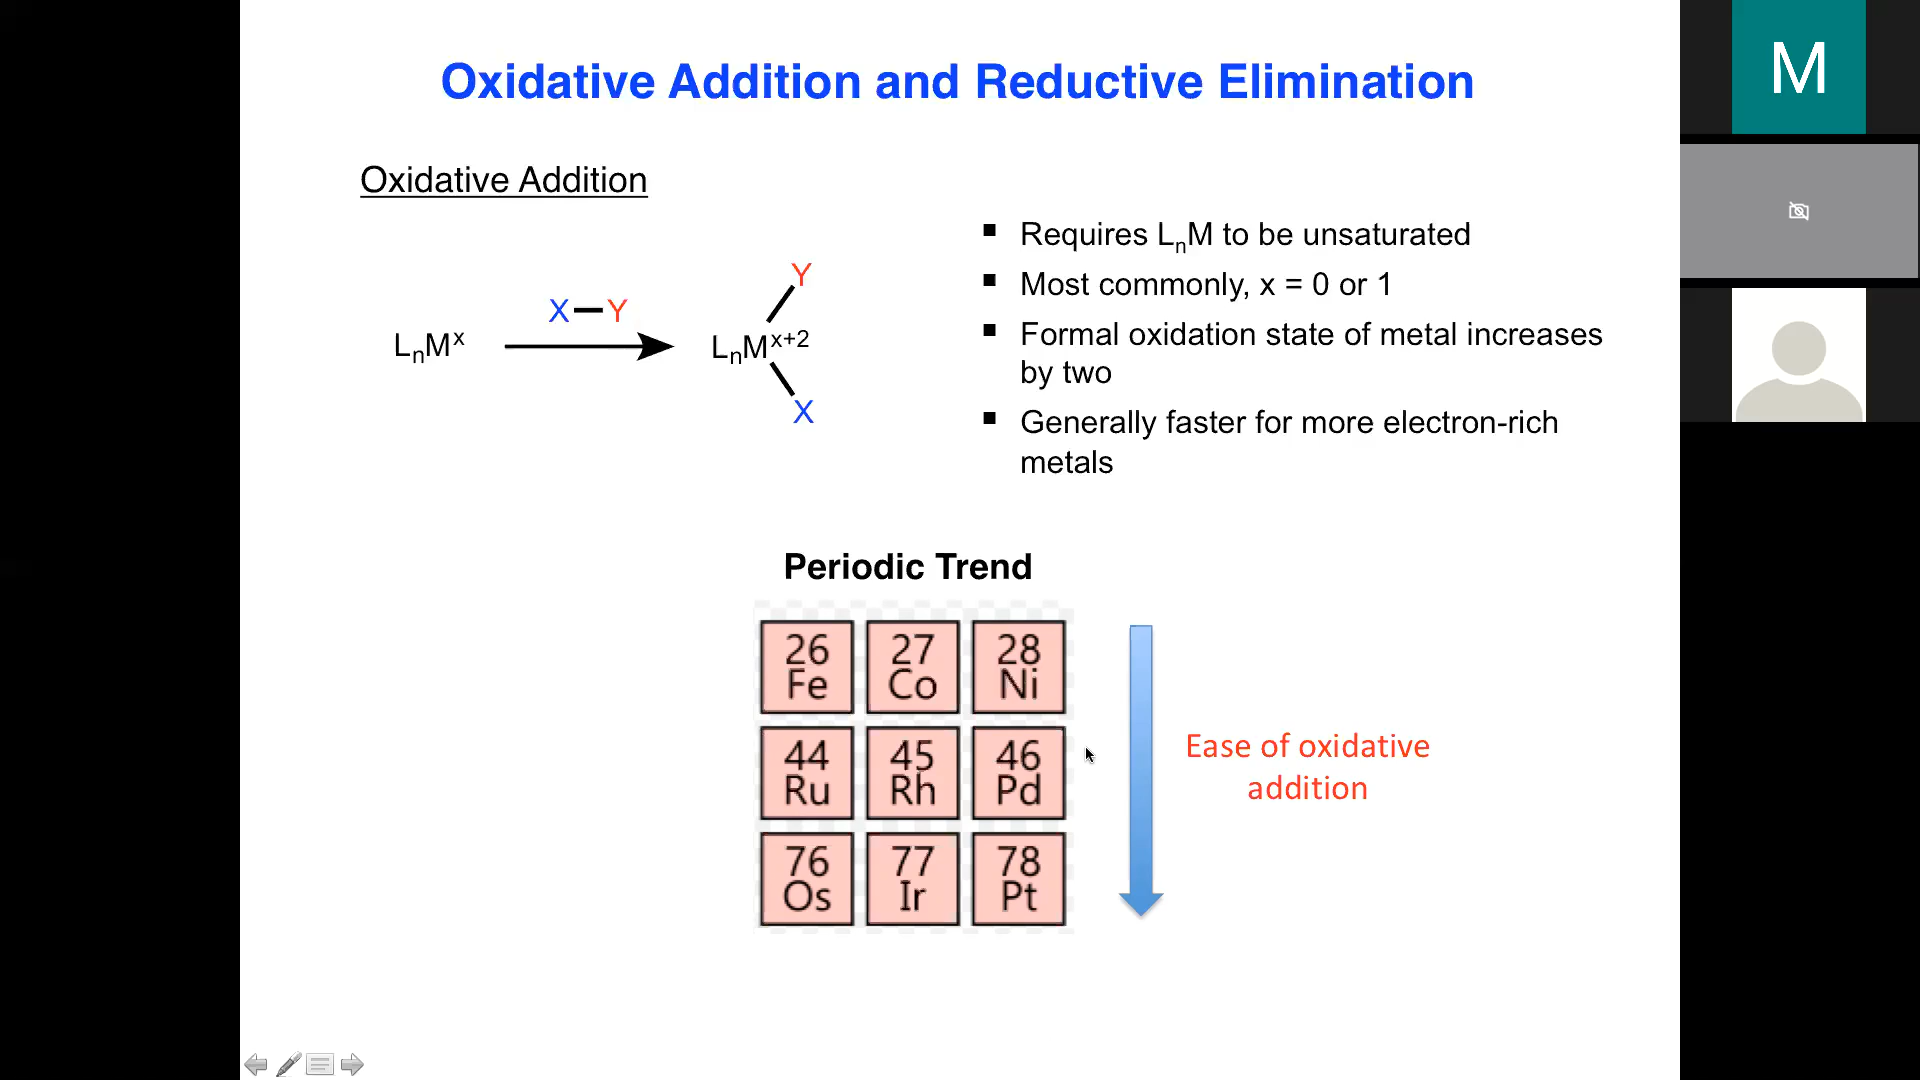 Oxidative Addition and Reductive Elimination
M
Oxidative Addition
X—Y
LₙMˣ
Y
LₙMˣ⁺²
X
▪ Requires LₙM to be unsaturated
▪ Most commonly, x = 0 or 1
▪ Formal oxidation state of metal increases
by two
▪ Generally faster for more electron-rich
metals
Periodic Trend
26 27 28
Fe Co Ni
44 45 46
Ru Rh Pd
76 77 78
Os Ir Pt
Ease of oxidative
addition